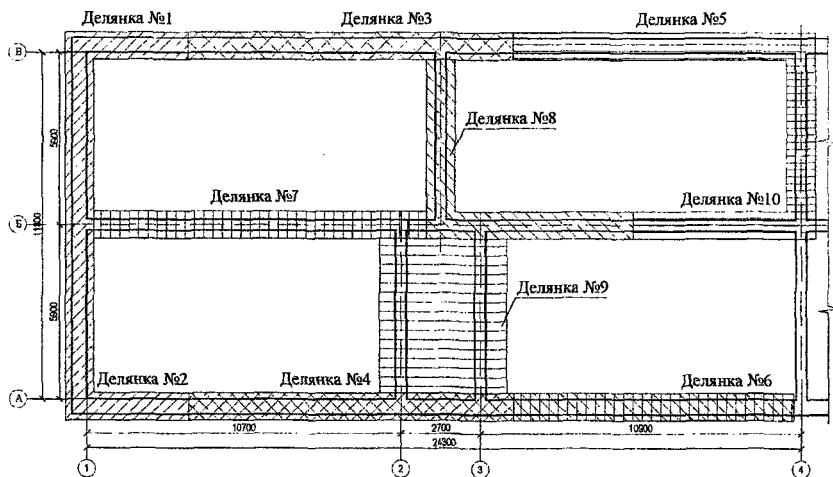 Делянка №1
Делянка №3
Делянка №5
В
5900
Делянка №8
Делянка №7
Делянка №10
Б
11800
5900
Делянка №9
Делянка №2
Делянка №4
Делянка №6
А
10700
2700
10900
24300
1
2
3
4